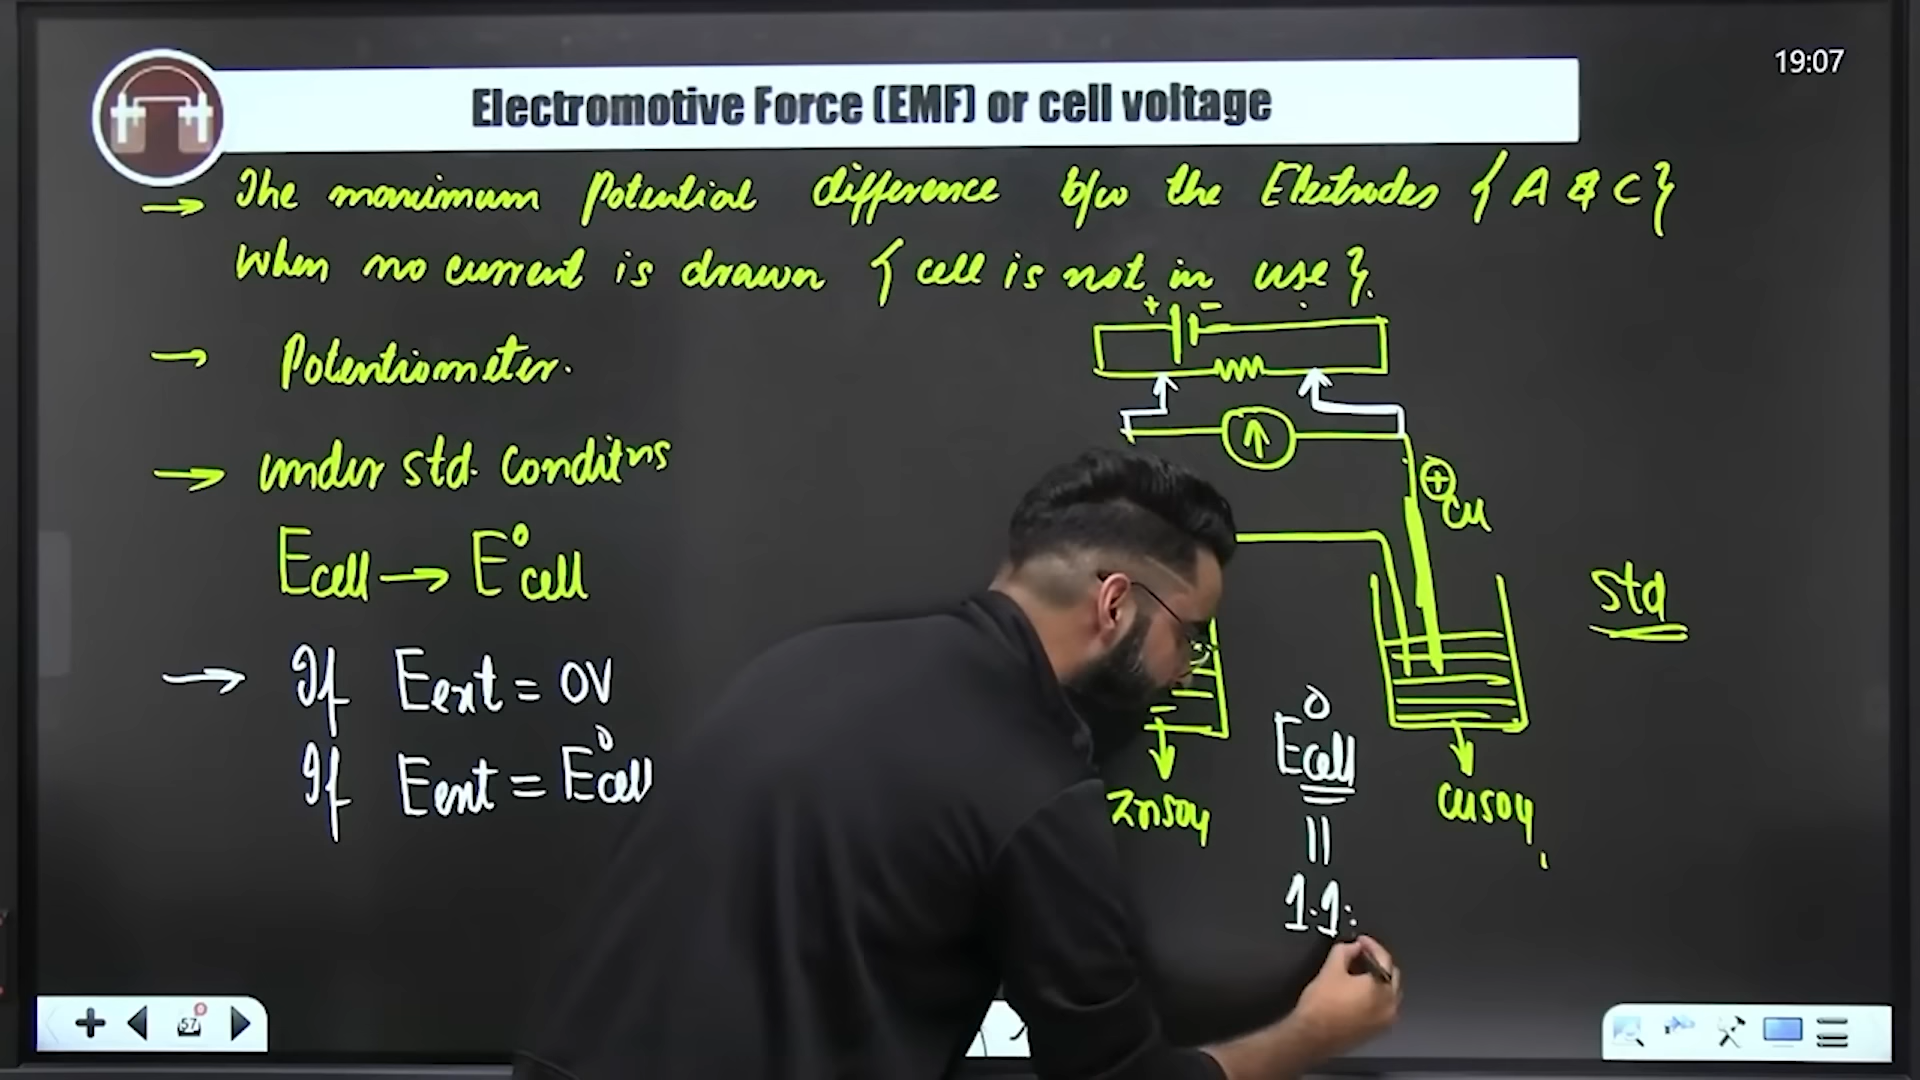 19:07
Electromotive Force (EMF) or cell voltage
→ The maximum Potential difference b/w the Electrodes { A & C }
When no current is drawn { cell is not in use }.
→ Potentiometer.
→ under std. Conditns
Ecell → E°cell
→ If Eext = 0V
If Eext = E°cell
+ -
+
Cu
Std
E°cell
=
1.1
ZnSO4
CuSO4
57